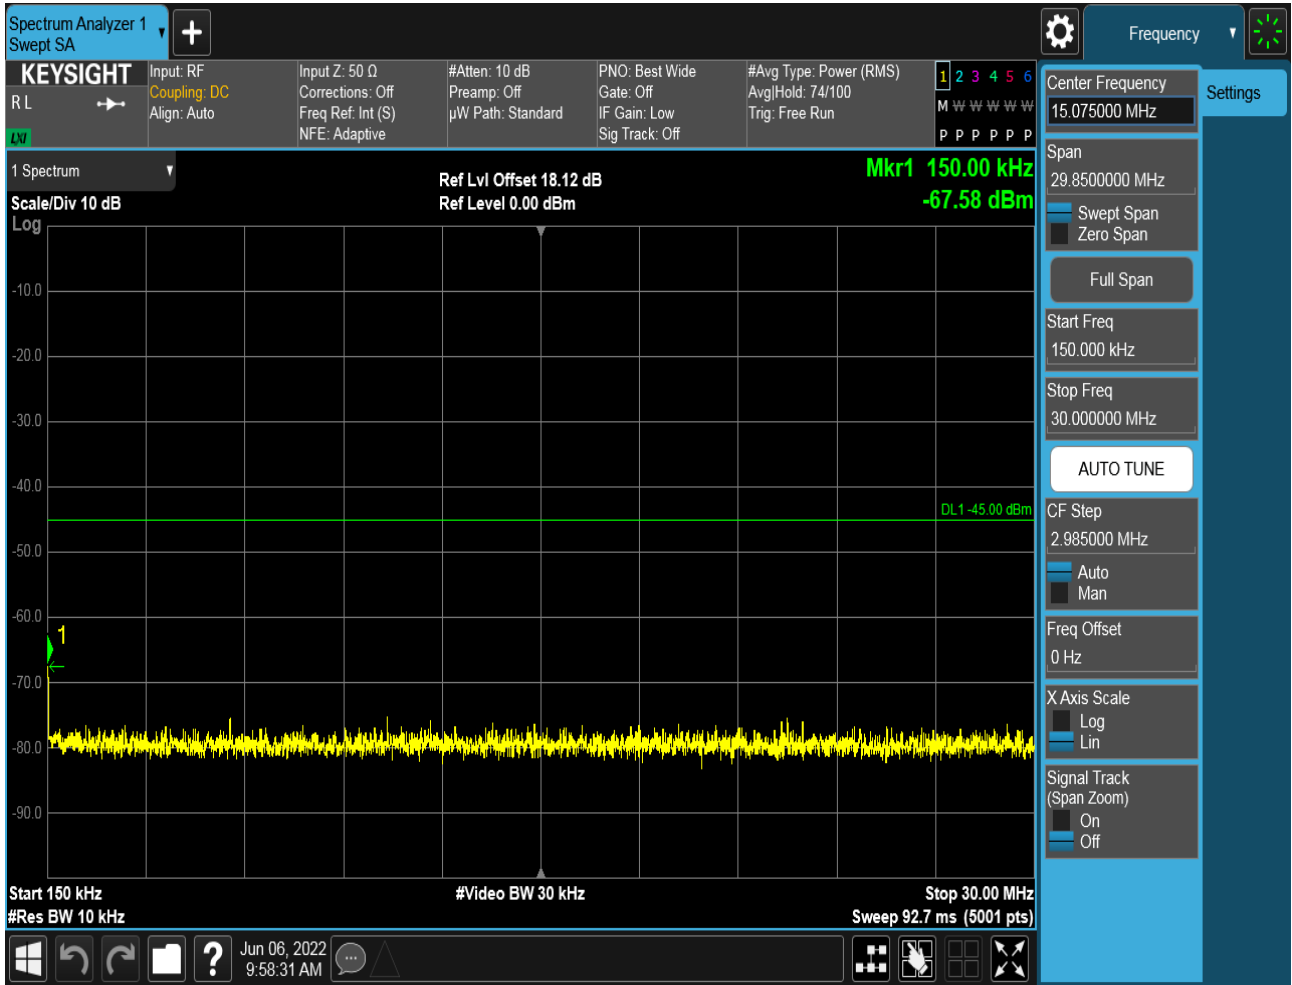 Spectrum Analyzer 1
Swept SA
Frequency
KEYSIGHT
R L
LXI
Input: RF
Coupling: DC
Align: Auto
Input Z: 50 Ω
Corrections: Off
Freq Ref: Int (S)
NFE: Adaptive
#Atten: 10 dB
Preamp: Off
µW Path: Standard
PNO: Best Wide
Gate: Off
IF Gain: Low
Sig Track: Off
#Avg Type: Power (RMS)
Avg|Hold: 74/100
Trig: Free Run
1 2 3 4 5 6
M W W W W W
P P P P P P
1 Spectrum
Scale/Div 10 dB
Log
Ref Lvl Offset 18.12 dB
Ref Level 0.00 dBm
Mkr1 150.00 kHz
-67.58 dBm
-10.0
-20.0
-30.0
-40.0
DL1 -45.00 dBm
-50.0
-60.0
1
-70.0
-80.0
-90.0
Start 150 kHz
#Video BW 30 kHz
Stop 30.00 MHz
#Res BW 10 kHz
Sweep 92.7 ms (5001 pts)
Center Frequency
15.075000 MHz
Settings
Span
29.8500000 MHz
Swept Span
Zero Span
Full Span
Start Freq
150.000 kHz
Stop Freq
30.000000 MHz
AUTO TUNE
CF Step
2.985000 MHz
Auto
Man
Freq Offset
0 Hz
X Axis Scale
Log
Lin
Signal Track
(Span Zoom)
On
Off
?
Jun 06, 2022
9:58:31 AM